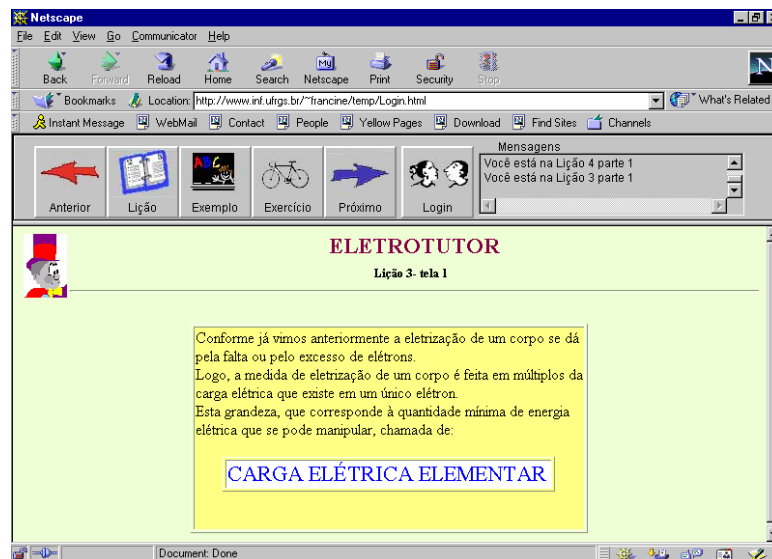 Netscape
File Edit View Go Communicator Help
Back Forward Reload Home Search Netscape Print Security Stop
Bookmarks Location: http://www.inf.ufrgs.br/~francine/temp/Login.html What's Related
Instant Message WebMail Contact People Yellow Pages Download Find Sites Channels
Mensagens
Você está na Lição 4 parte 1
Você está na Lição 3 parte 1
Anterior Lição Exemplo Exercício Próximo Login
ELETROTUTOR
Lição 3- tela 1
Conforme já vimos anteriormente a eletrização de um corpo se dá
pela falta ou pelo excesso de elétrons.
Logo, a medida de eletrização de um corpo é feita em múltiplos da
carga elétrica que existe em um único elétron.
Esta grandeza, que corresponde à quantidade mínima de energia
elétrica que se pode manipular, chamada de:
CARGA ELÉTRICA ELEMENTAR
Document: Done